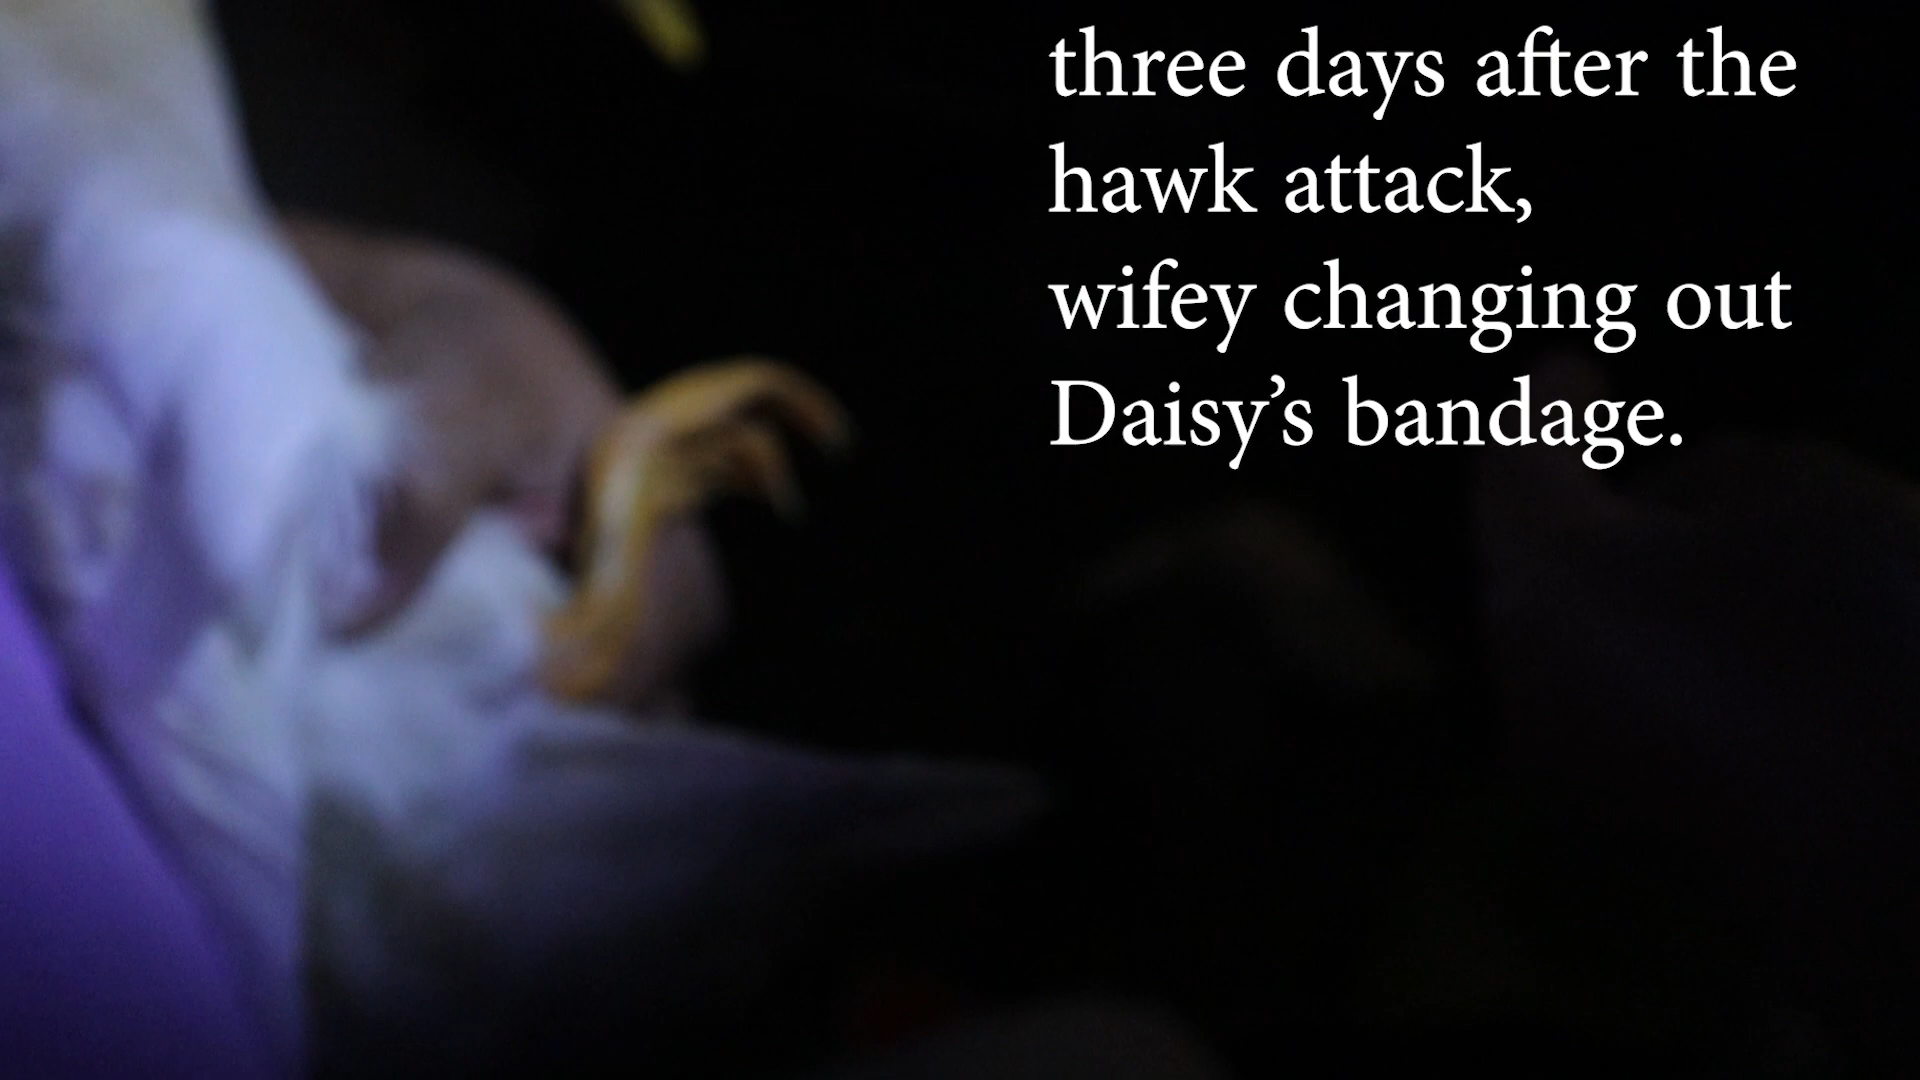 three days after the
hawk attack,
wifey changing out
Daisy’s bandage.